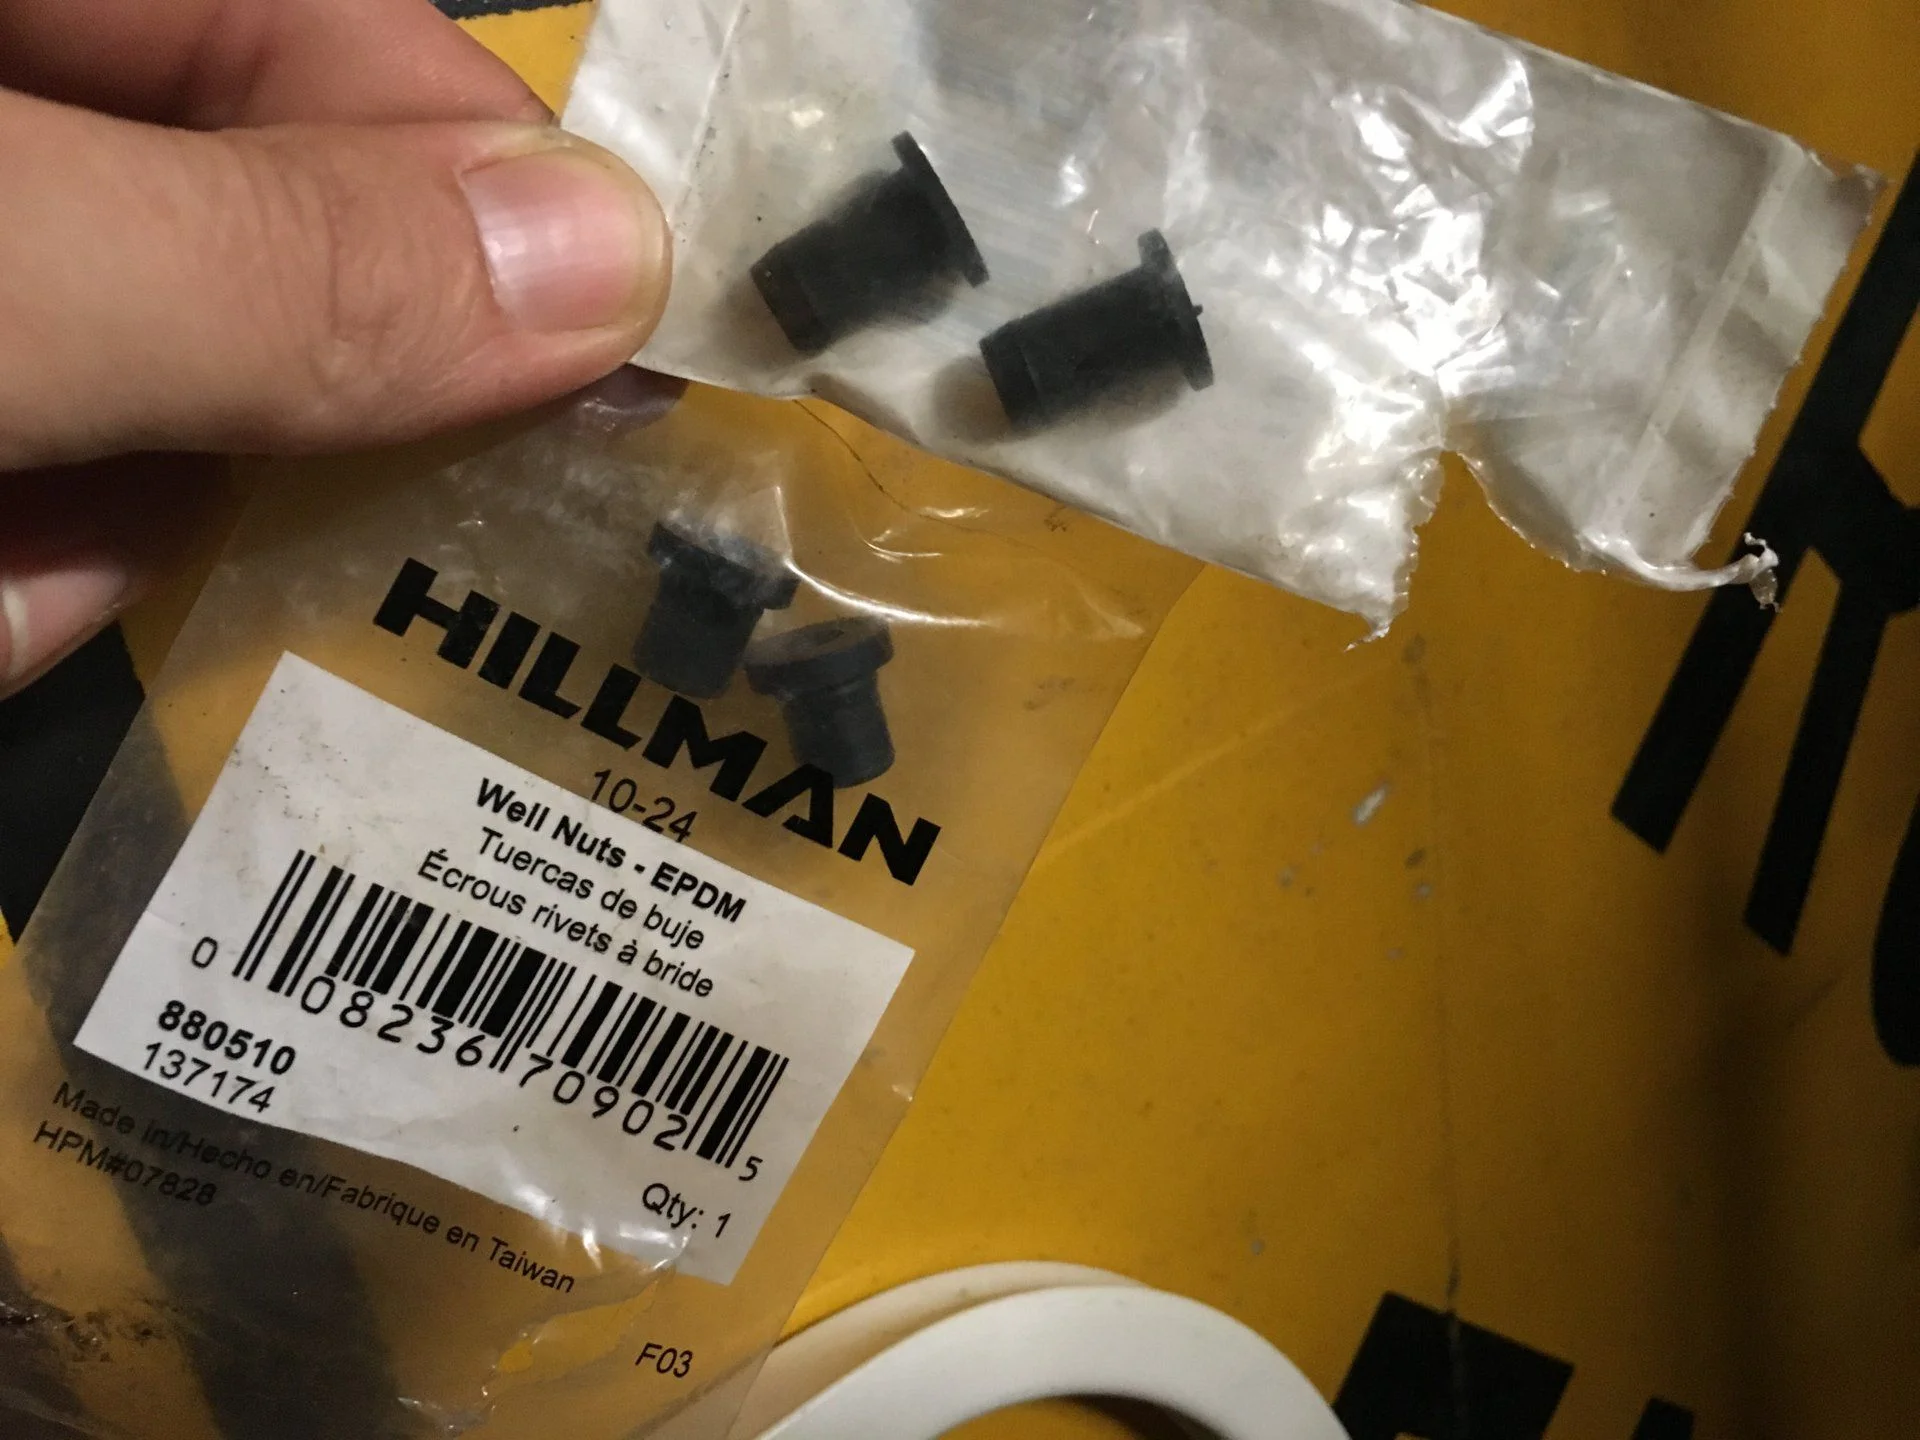 HILLMAN
10-24
Well Nuts - EPDM
Tuercas de buje
Écrous rivets à bride
0 08236 70902 5
880510
137174
Qty: 1
Made in/Hecho en/Fabrique en Taiwan
HPM#07828
F03